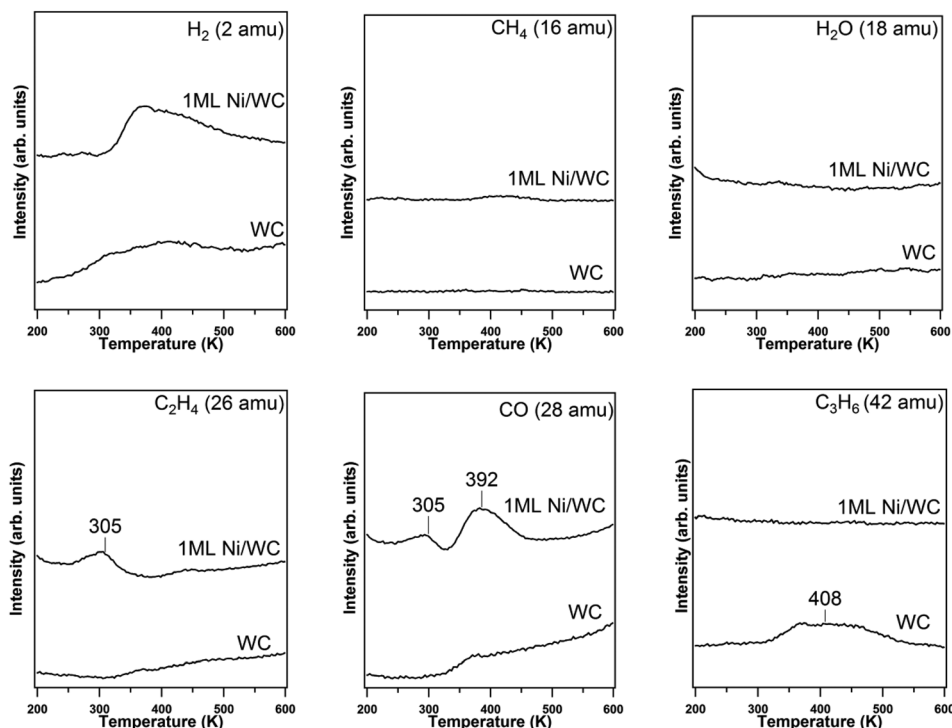 H₂ (2 amu)
1ML Ni/WC
WC
Intensity (arb. units)
200 300 400 500 600
Temperature (K)
CH₄ (16 amu)
1ML Ni/WC
WC
Intensity (arb. units)
200 300 400 500 600
Temperature (K)
H₂O (18 amu)
1ML Ni/WC
WC
Intensity (arb. units)
200 300 400 500 600
Temperature (K)
C₂H₄ (26 amu)
305
1ML Ni/WC
WC
Intensity (arb. units)
200 300 400 500 600
Temperature (K)
CO (28 amu)
392
305
1ML Ni/WC
WC
Intensity (arb. units)
200 300 400 500 600
Temperature (K)
C₃H₆ (42 amu)
1ML Ni/WC
408
WC
Intensity (arb. units)
200 300 400 500 600
Temperature (K)